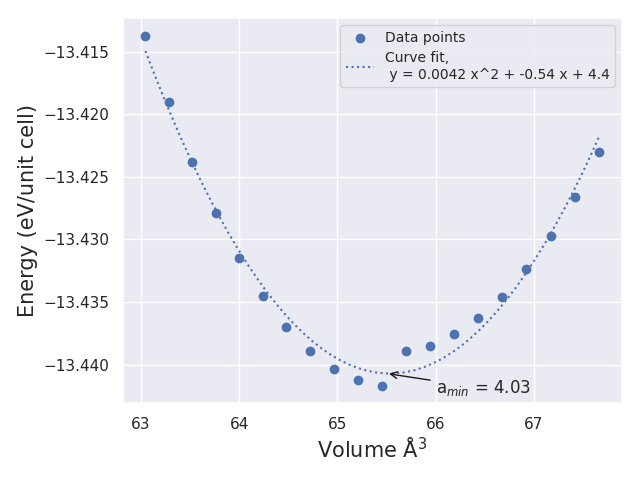 Data points
Curve fit,
y = 0.0042 x^2 + -0.54 x + 4.4
−13.415
−13.420
−13.425
−13.430
−13.435
−13.440
Energy (eV/unit cell)
a_min = 4.03
63 64 65 66 67
Volume Å³